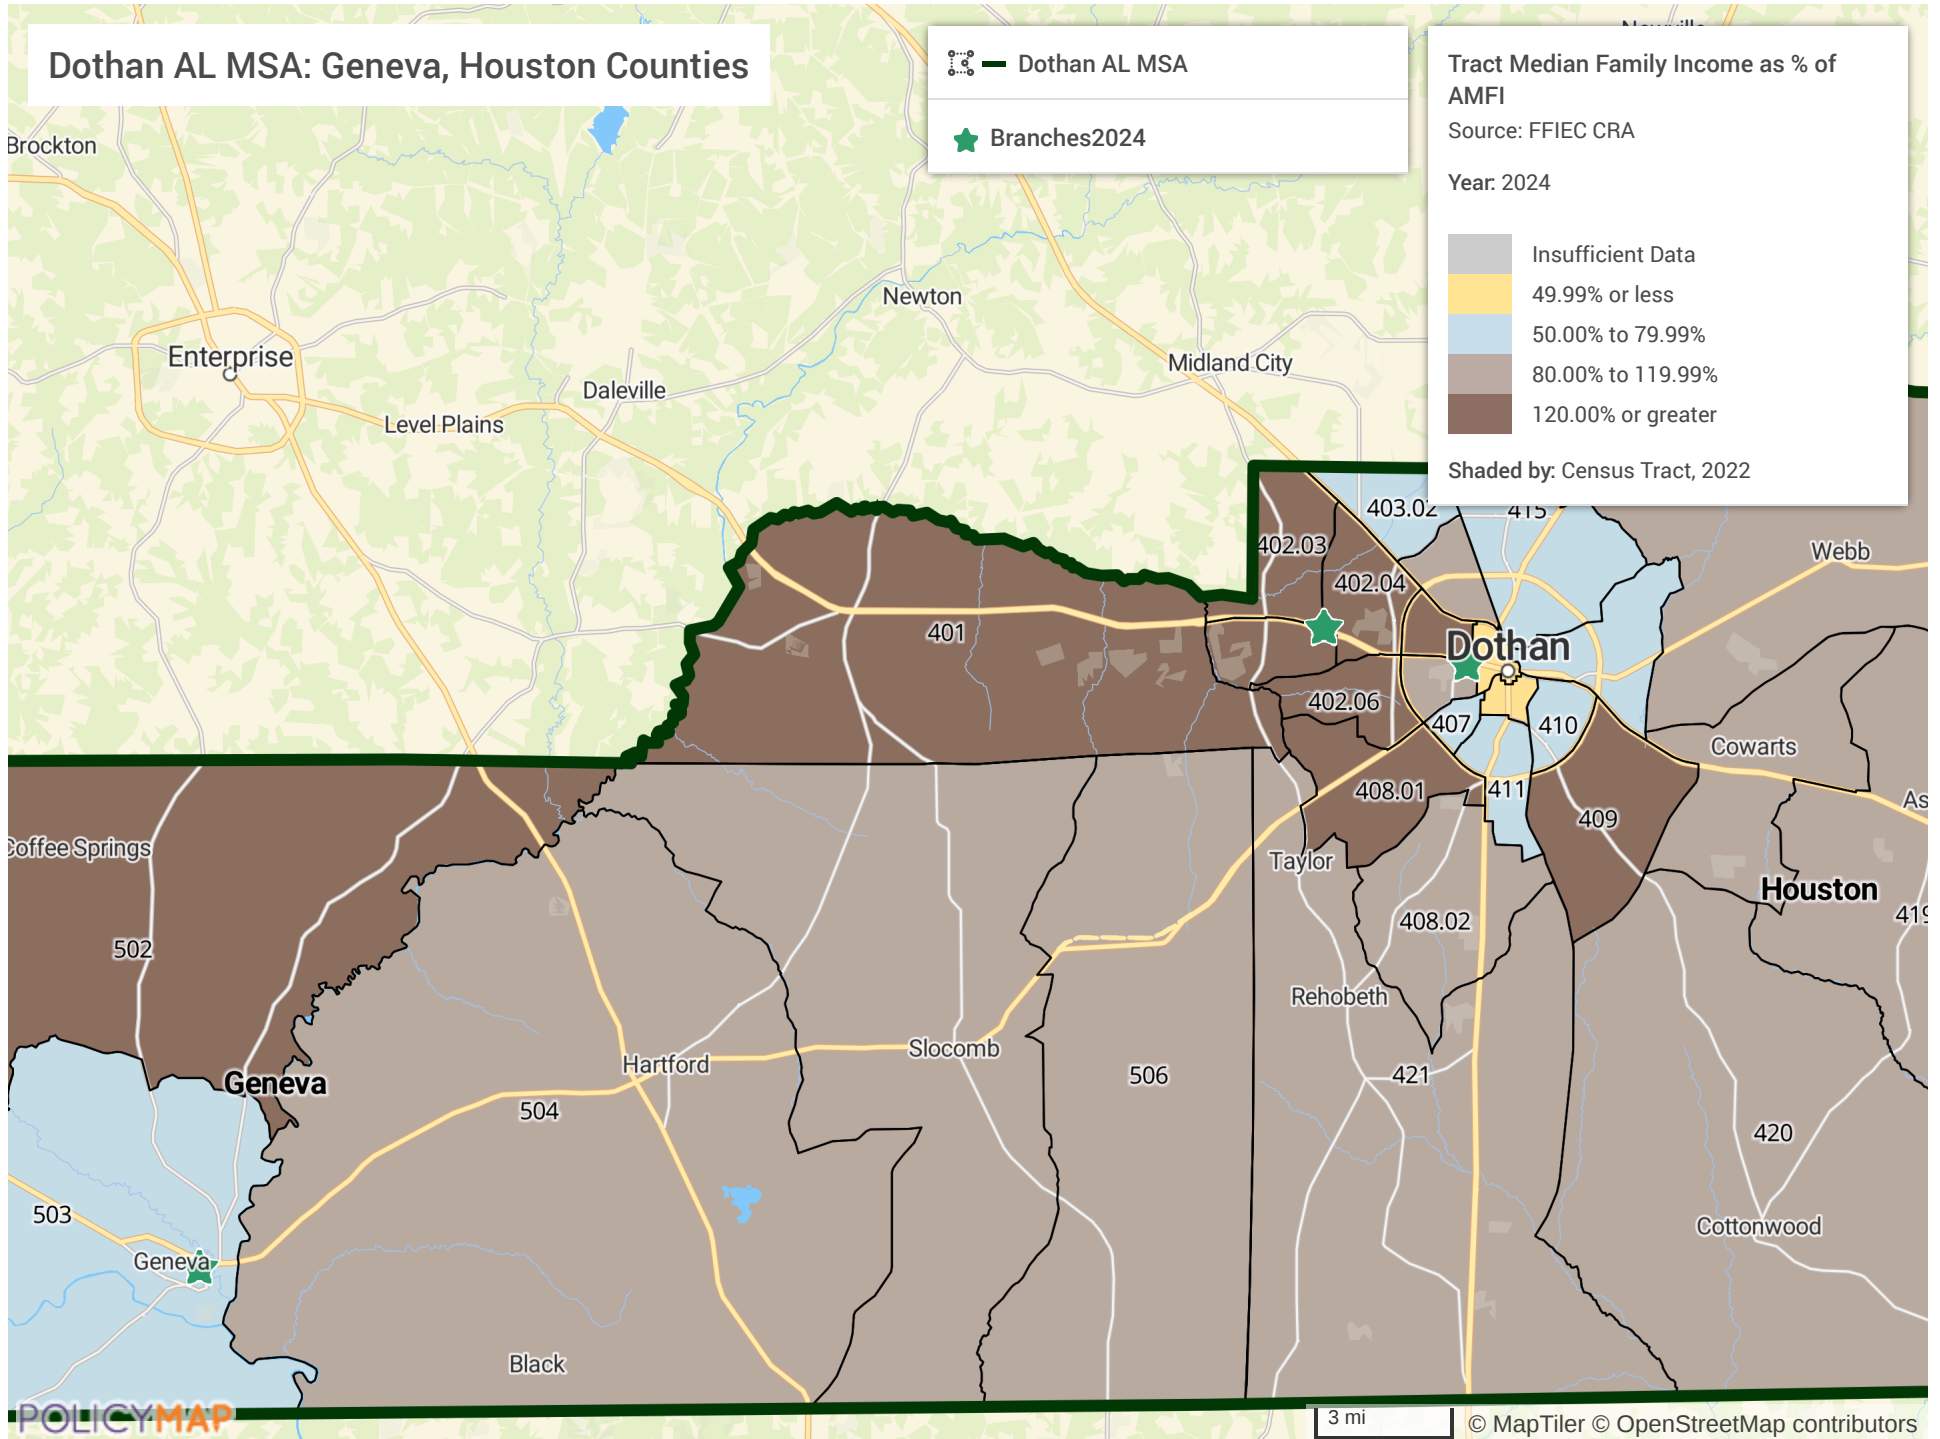 Dothan AL MSA: Geneva, Houston Counties
Dothan AL MSA
Branches2024
Tract Median Family Income as % of
AMFI
Source: FFIEC CRA
Year: 2024
Insufficient Data
49.99% or less
50.00% to 79.99%
80.00% to 119.99%
120.00% or greater
Shaded by: Census Tract, 2022
Brockton
Newton
Enterprise
Midland City
Daleville
Level Plains
403.02
415
402.03
Webb
402.04
401
Dothan
402.06
407
410
Cowarts
408.01
411
409
Coffee Springs
Taylor
Houston
408.02
419
502
Rehobeth
Slocomb
Hartford
506
421
Geneva
504
420
503
Cottonwood
Geneva
Black
POLICYMAP
3 mi
© MapTiler © OpenStreetMap contributors